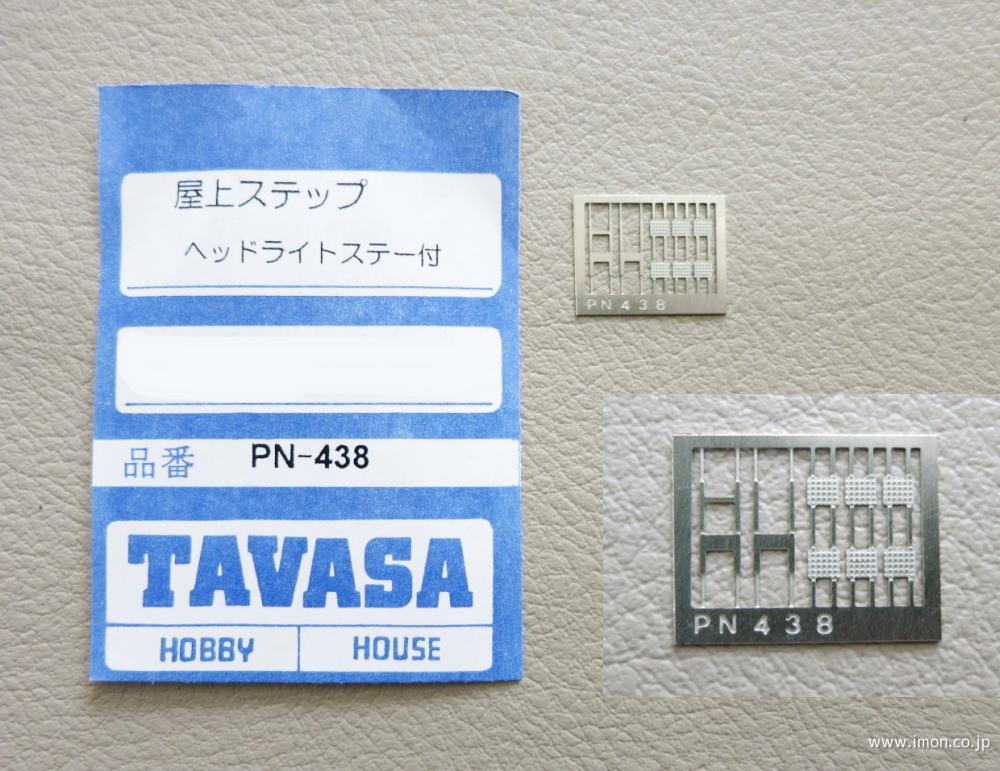 屋上ステップ
ヘッドライトステー付
品番 PN-438
TAVASA
HOBBY HOUSE
PN438
PN438
www.imon.co.jp